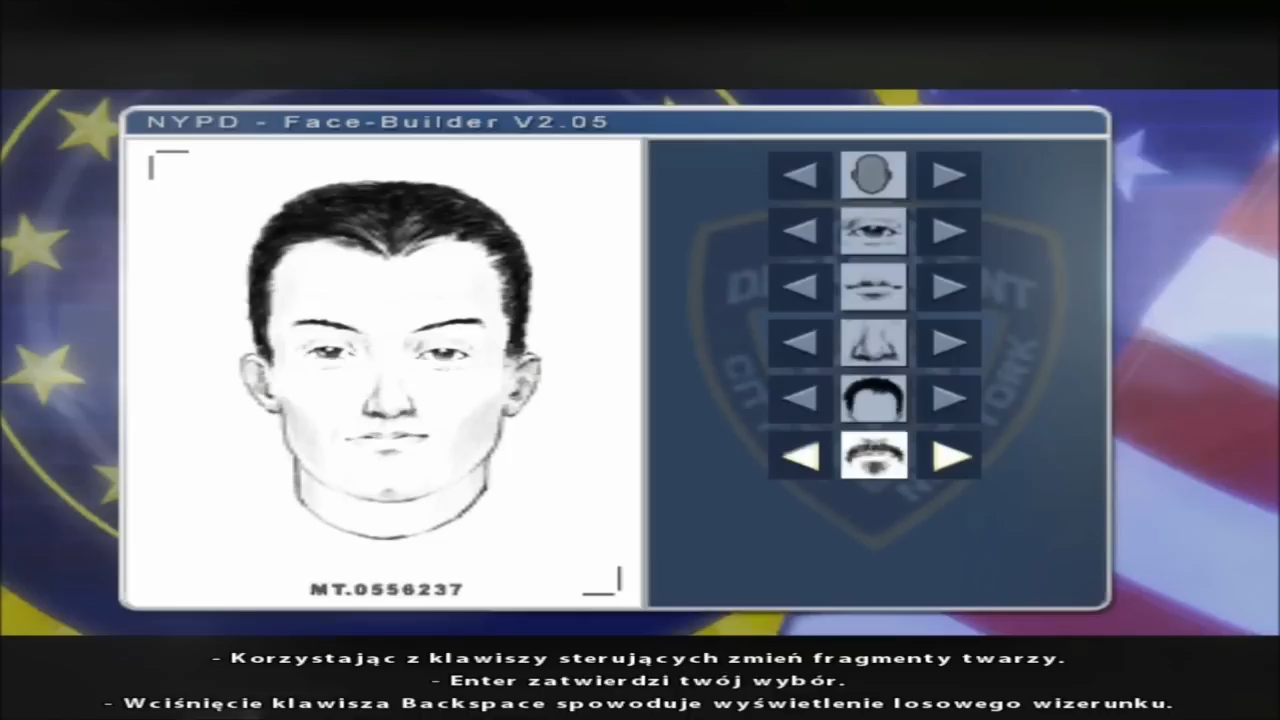 NYPD - Face-Builder V2.05
MT.0556237
- Korzystając z klawiszy sterujących zmień fragmenty twarzy.
- Enter zatwierdzi twój wybór.
- Wciśnięcie klawisza Backspace spowoduje wyświetlenie losowego wizerunku.